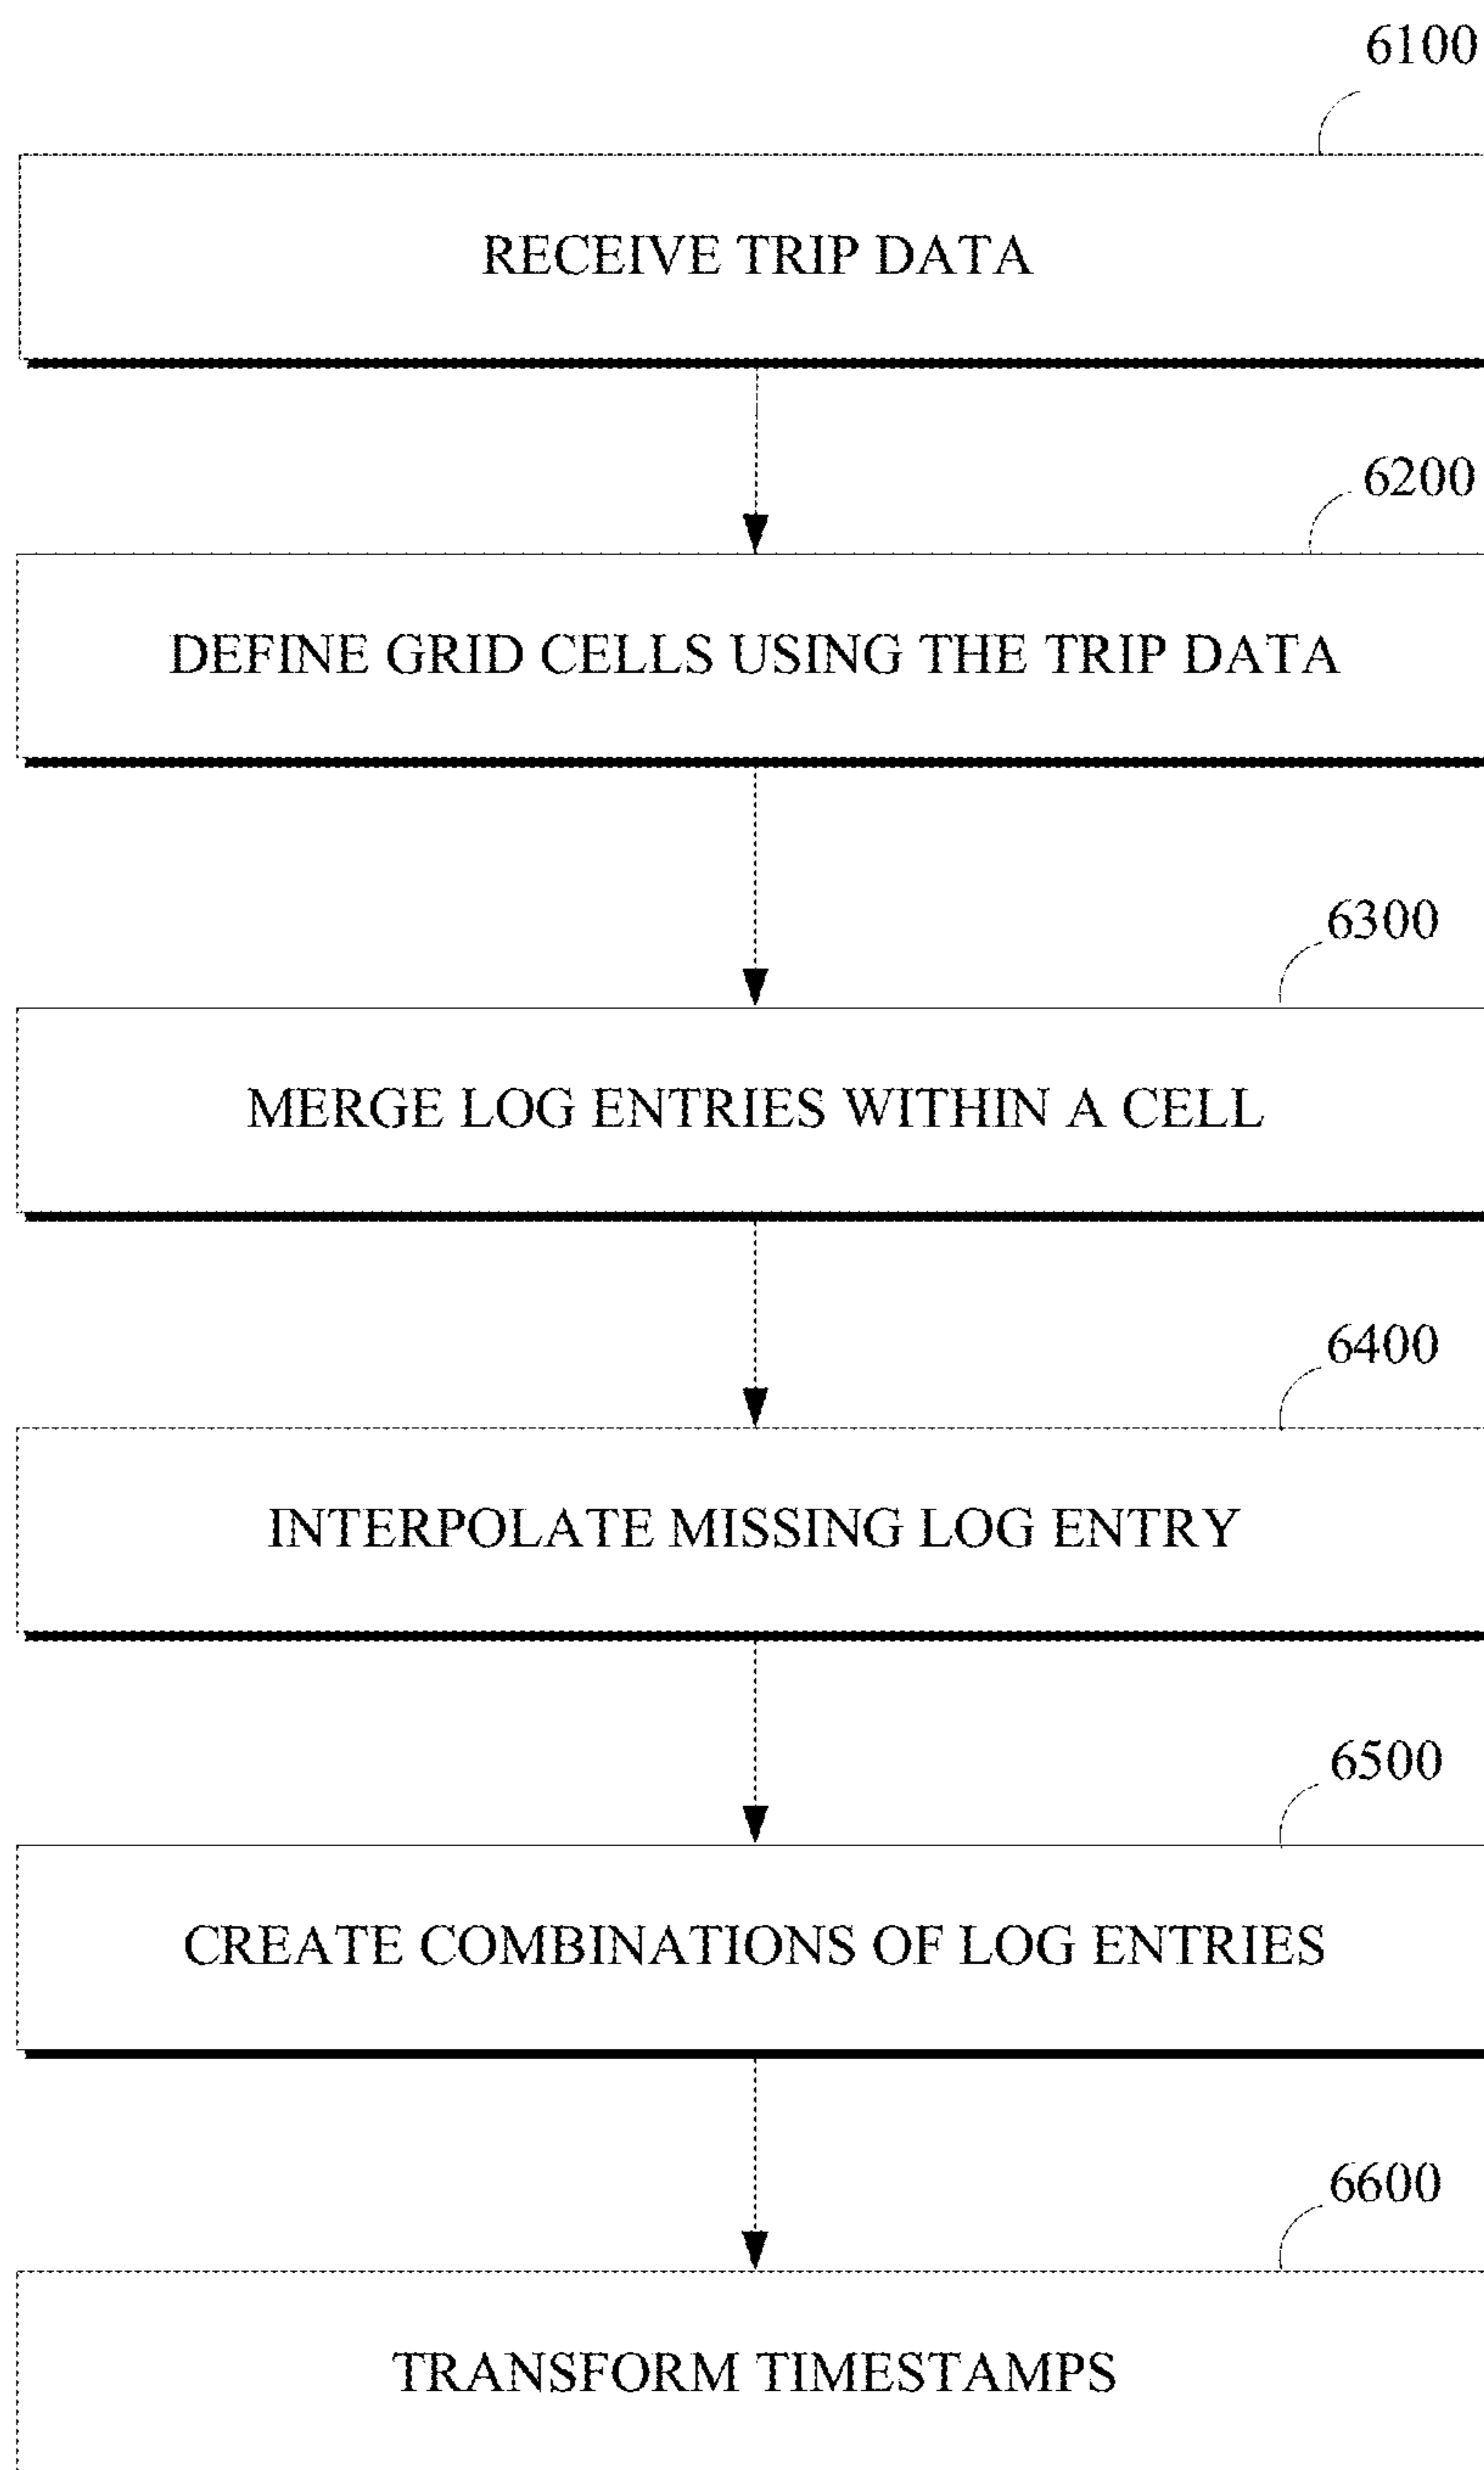 6100
RECEIVE TRIP DATA
6200
DEFINE GRID CELLS USING THE TRIP DATA
6300
MERGE LOG ENTRIES WITHIN A CELL
6400
INTERPOLATE MISSING LOG ENTRY
6500
CREATE COMBINATIONS OF LOG ENTRIES
6600
TRANSFORM TIMESTAMPS